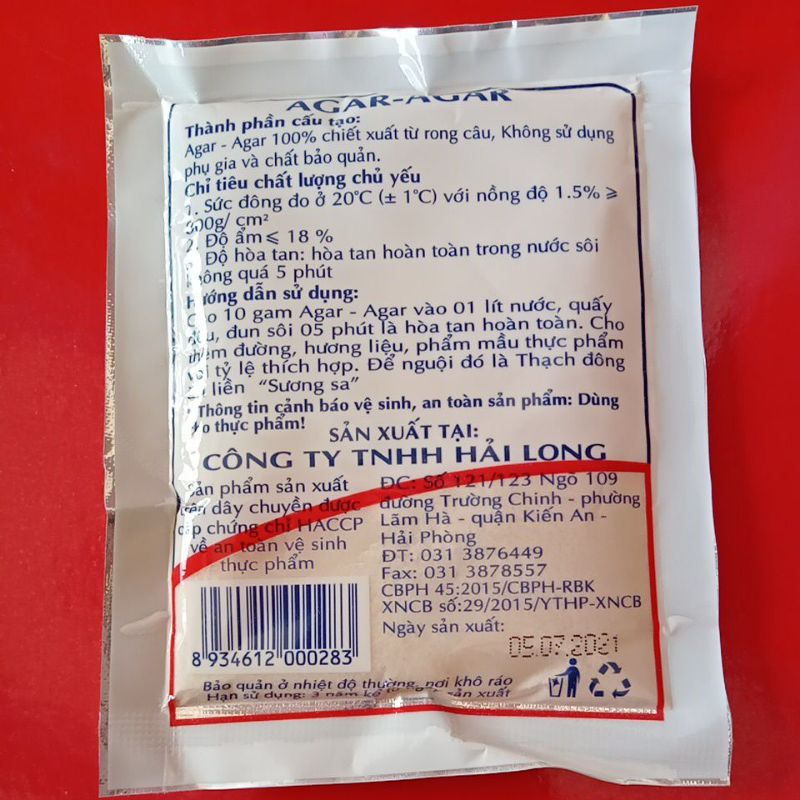 AGAR-AGAR
Thành phần cấu tạo:
Agar - Agar 100% chiết xuất từ rong câu, Không sử dụng
phụ gia và chất bảo quản.
Chỉ tiêu chất lượng chủ yếu
1. Sức đông đo ở 20°C (± 1°C) với nồng độ 1.5% ⩾
g/ cm²
2. Độ ẩm ⩽ 18 %
Độ hòa tan: hòa tan hoàn toàn trong nước sôi
không quá 5 phút
Hướng dẫn sử dụng:
Cho 10 gam Agar - Agar vào 01 lít nước, quấy
đun sôi 05 phút là hòa tan hoàn toàn. Cho
thêm đường, hương liệu, phẩm mầu thực phẩm
với tỷ lệ thích hợp. Để nguội đó là Thạch đông
liền "Sương sa"
Thông tin cảnh báo vệ sinh, an toàn sản phẩm: Dùng
thực phẩm!
SẢN XUẤT TẠI:
CÔNG TY TNHH HẢI LONG
Sản phẩm sản xuất
trên dây chuyền được
cấp chứng chỉ HACCP
về an toàn vệ sinh
thực phẩm
ĐC: Số 121/123 Ngõ 109
đường Trường Chinh - phường
Lãm Hà - quận Kiến An -
Hải Phòng
ĐT: 031 3876449
Fax: 031 3878557
CBPH 45:2015/CBPH-RBK
XNCB số:29/2015/YTHP-XNCB
Ngày sản xuất:
05.07.2021
8 934612 000283
Bảo quản ở nhiệt độ thường, nơi khô ráo
Hạn sử dụng: 3 năm kể từ ngày sản xuất